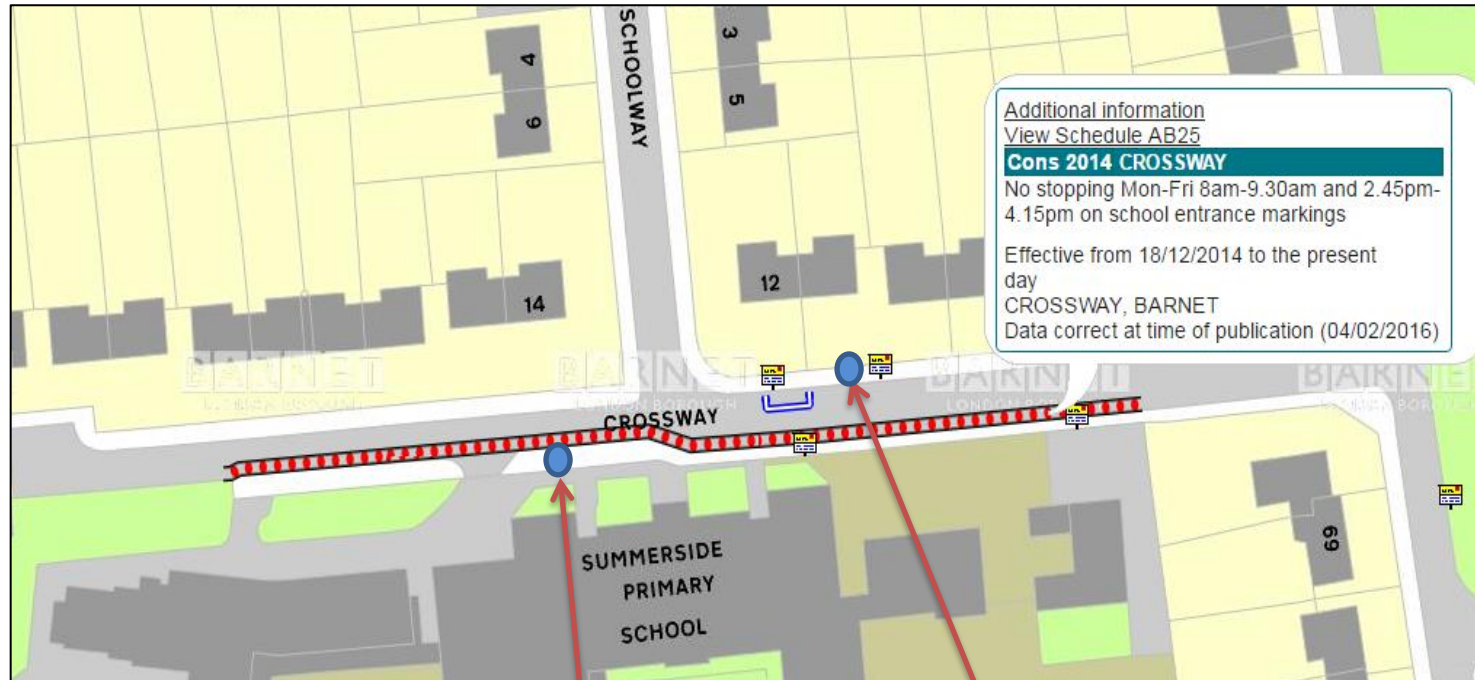 SCHOOLWAY
4
6
3
5
Additional information
View Schedule AB25
Cons 2014 CROSSWAY
No stopping Mon-Fri 8am-9.30am and 2.45pm-
4.15pm on school entrance markings
Effective from 18/12/2014 to the present
day
CROSSWAY, BARNET
Data correct at time of publication (04/02/2016)
12
14
BARNET
LONDON BOROUGH
BARNET
LONDON BOROUGH
BARNET
LONDON BOROUGH
BARNE
LONDON BOROUG
CROSSWAY
SUMMERSIDE
PRIMARY
SCHOOL
69